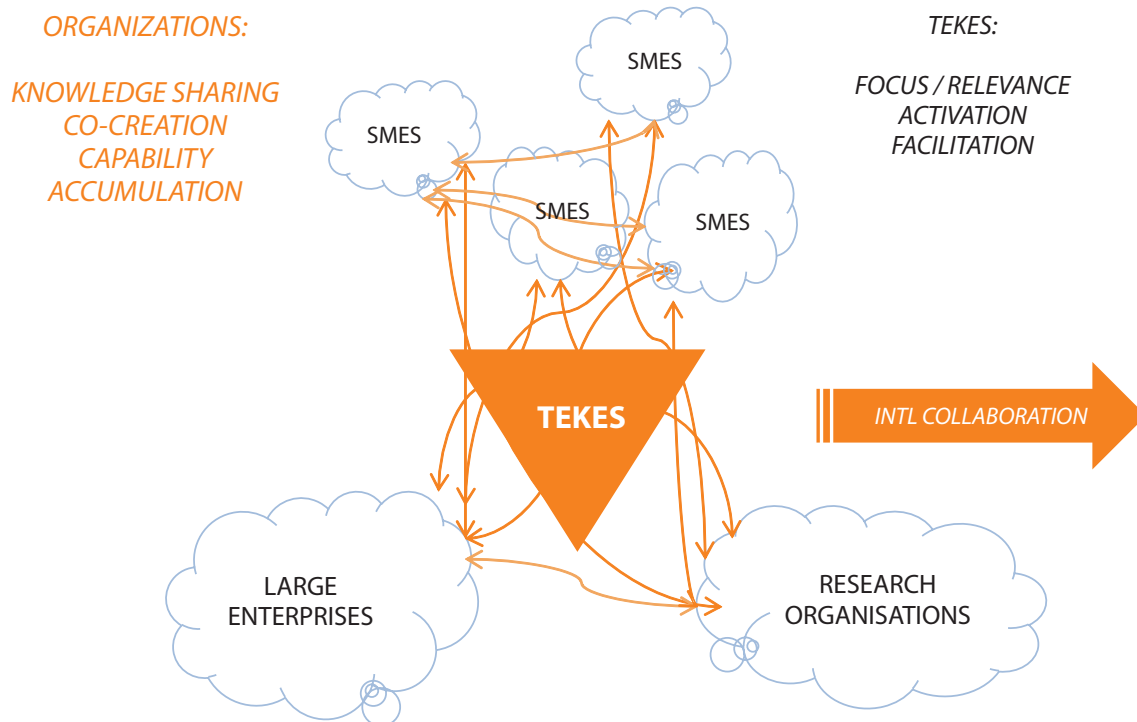 ORGANIZATIONS:
KNOWLEDGE SHARING
CO-CREATION
CAPABILITY
ACCUMULATION
TEKES:
FOCUS / RELEVANCE
ACTIVATION
FACILITATION
SMES
SMES
SMES
SMES
TEKES
INTL COLLABORATION
LARGE
ENTERPRISES
RESEARCH
ORGANISATIONS